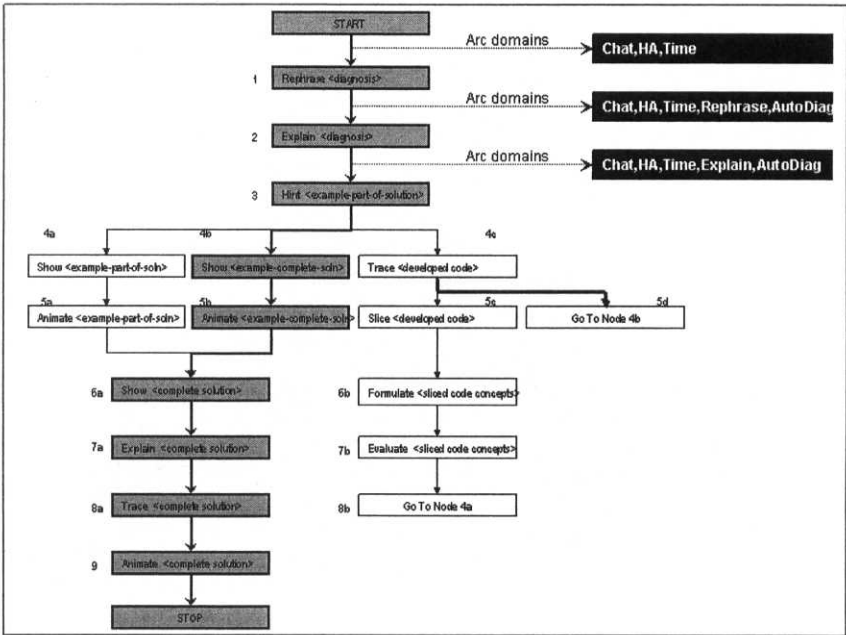 START
Arc domains
Chat,HA,Time
1
Rephrase <diagnosis>
Arc domains
Chat,HA,Time,Rephrase,AutoDiag
2
Explain <diagnosis>
Arc domains
Chat,HA,Time,Explain,AutoDiag
3
Hint <example-part-of-solution>
4a
4b
4c
Show <example-part-of-soln>
Show <example-complete-soln>
Trace <developed code>
5a
5b
5c
5d
Animate <example-part-of-soln>
Animate <example-complete-soln>
Slice <developed code>
Go To Node 4b
6a
Show <complete solution>
6b
Formulate <sliced code concepts>
7a
Explain <complete solution>
7b
Evaluate <sliced code concepts>
8a
Trace <complete solution>
8b
Go To Node 4a
9
Animate <complete solution>
STOP